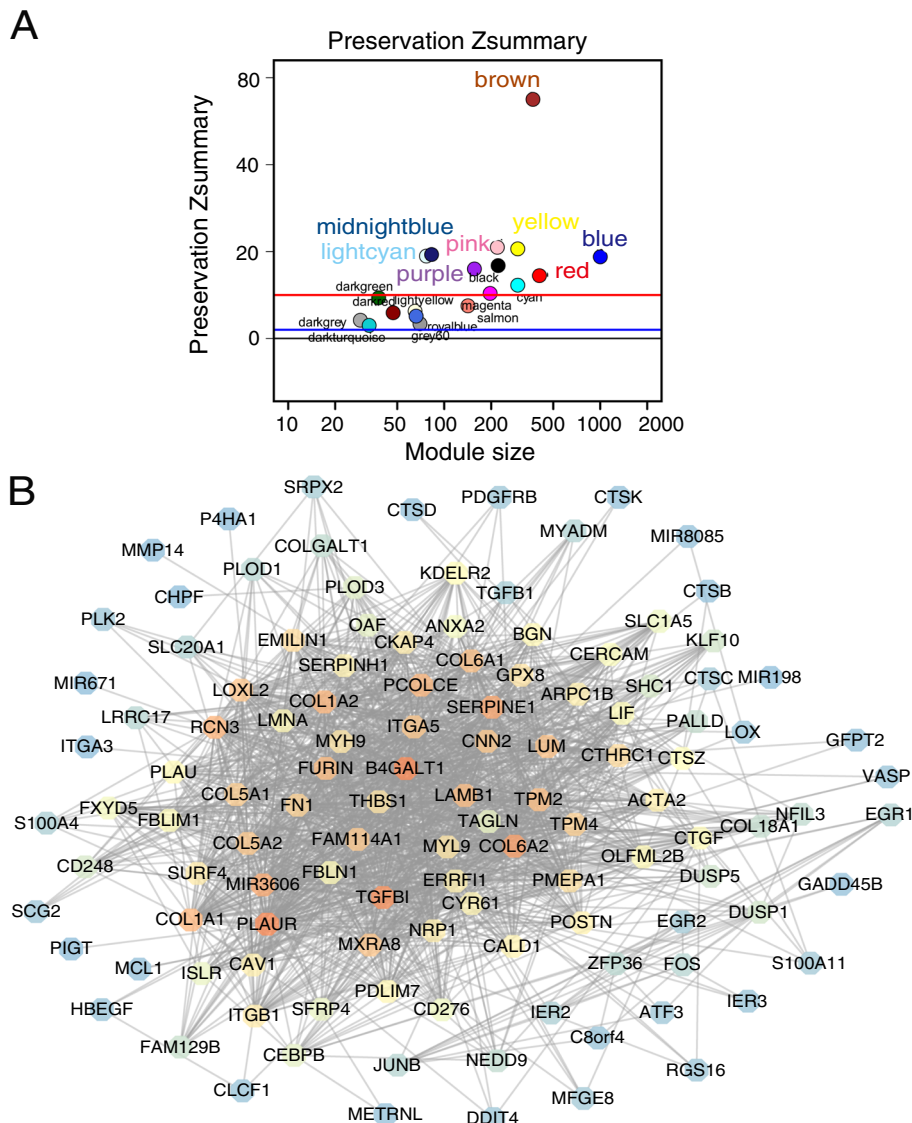 A
Preservation Zsummary
Preservation Zsummary
80
40
20
0
brown
midnightblue
yellow
pink
blue
lightcyan
purple
red
black
darkgreen
cyan
darkred
lightyellow
magenta
salmon
darkgrey
royalblue
darkturquoise
grey60
10 20 50 100 200 500 1000 2000
Module size
B
SRPX2
CTSD PDGFRB CTSK
P4HA1 MYADM MIR8085
MMP14 COLGALT1
PLOD1 KDELR2
CHPF PLOD3 TGFB1 CTSB
PLK2 OAF ANXA2 BGN SLC1A5
SLC20A1 EMILIN1 CKAP4 CERCAM KLF10
SERPINH1 COL6A1 GPX8
MIR671 LOXL2 PCOLCE ARPC1B SHC1 CTSC MIR198
COL1A2 SERPINE1 LIF
LRRC17 RCN3 LMNA ITGA5 PALLD LOX
ITGA3 MYH9 CNN2 LUM CTHRC1 CTSZ GFPT2
PLAU FURIN B4GALT1 VASP
FXYD5 COL5A1 FN1 THBS1 LAMB1 TPM2 ACTA2 NFIL3
S100A4 FBLIM1 TAGLN TPM4 CTGF COL18A1 EGR1
COL5A2 FAM114A1 MYL9 COL6A2 OLFML2B
CD248 SURF4 FBLN1 DUSP5
MIR3606 ERRFI1 PMEPA1 GADD45B
SCG2 COL1A1 PLAUR TGFBI CYR61 POSTN EGR2 DUSP1
PIGT MXRA8 NRP1 CALD1
MCL1 ISLR CAV1 ZFP36 FOS S100A11
HBEGF ITGB1 SFRP4 PDLIM7 CD276 IER2 ATF3 IER3
FAM129B CEBPB C8orf4
JUNB NEDD9 RGS16
CLCF1 MFGE8
METRNL DDIT4